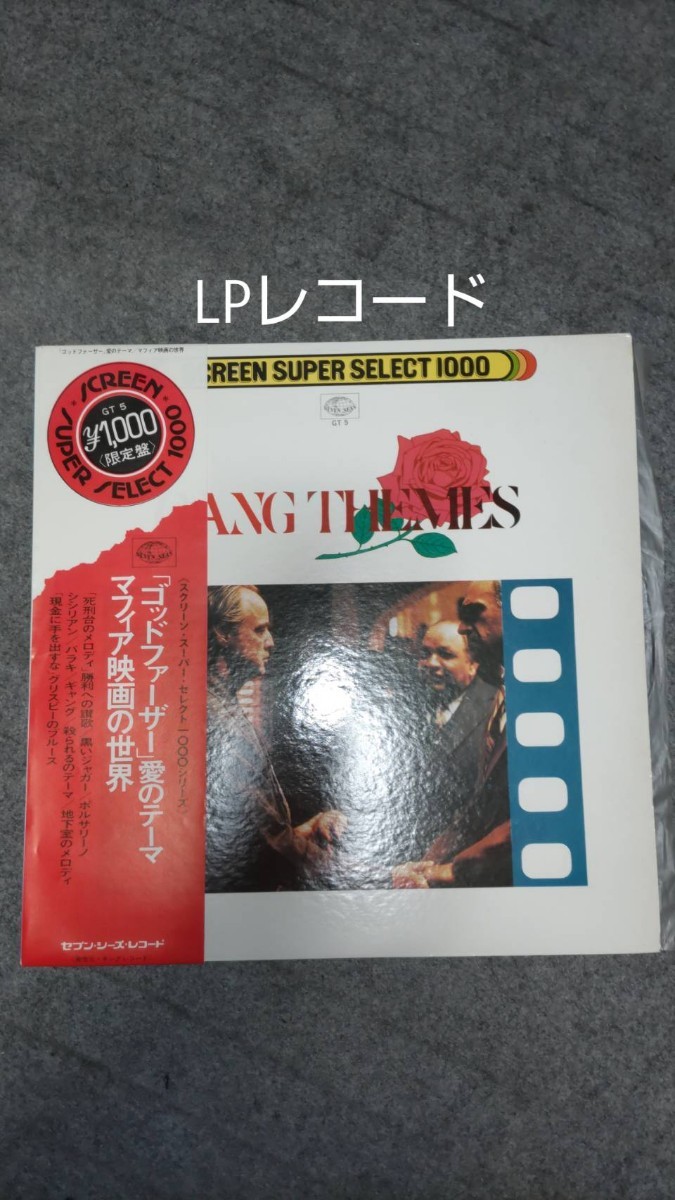 LPレコード
「ゴッドファーザー」愛のテーマ/マフィア映画の世界
SCREEN
GT 5
¥1,000
〈限定盤〉
SUPER SELECT 1000
CREEN SUPER SELECT 1000
SEVEN SEAS
GT 5
ANG THEMES
SEVEN SEAS
〈スクリーン・スーパー・セレクト一〇〇〇シリーズ〉
「ゴッドファーザー」愛のテーマ
マフィア映画の世界
「死刑台のメロディ」勝利への讃歌/黒いジャガー/ボルサリーノ
シシリアン/バラキ/ギャング/殺られるのテーマ/地下室のメロディ
「現金に手を出すな」グリスビーのブルース
セブン・シーズ・レコード